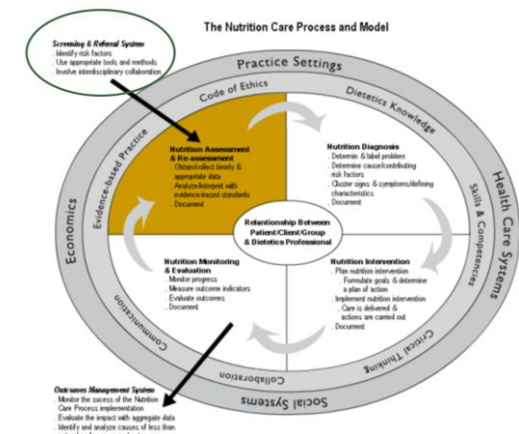 The Nutrition Care Process and Model
Screening & Referral System
. Identify risk factors
. Use appropriate tools and methods
. Involve interdisciplinary collaboration
Practice Settings
Code of Ethics
Dietetics Knowledge
Evidence-based Practice
Economics
Health Care Systems
Skills & Competencies
Nutrition Assessment
& Re-assessment
. Obtain/collect timely &
appropriate data
. Analyze/interpret with
evidence-based standards
. Document
Nutrition Diagnosis
. Determin & label problem
. Determine cause/contributing
risk factors
. Cluster signs & symptoms/defining
characteristics
. Document
Relationship Between
Patient/Client/Group
& Dietetics Professional
Nutrition Monitoring
& Evaluation
. Monitor progress
. Measure outcome indicators
. Evaluate outcomes
. Document
Nutrition Intervention
. Plan nutrition intervention
. Formulate goals & determine
a plan of action
. Implement nutrition intervention
. Care is delivered &
actions are carried out
. Document
Communication
Critical Thinking
Collaboration
Social Systems
Outcomes Management System
. Monitor the success of the Nutrition
Care Process implementation
. Evaluate the impact with aggregate data
. Identify and analyze causes of less than